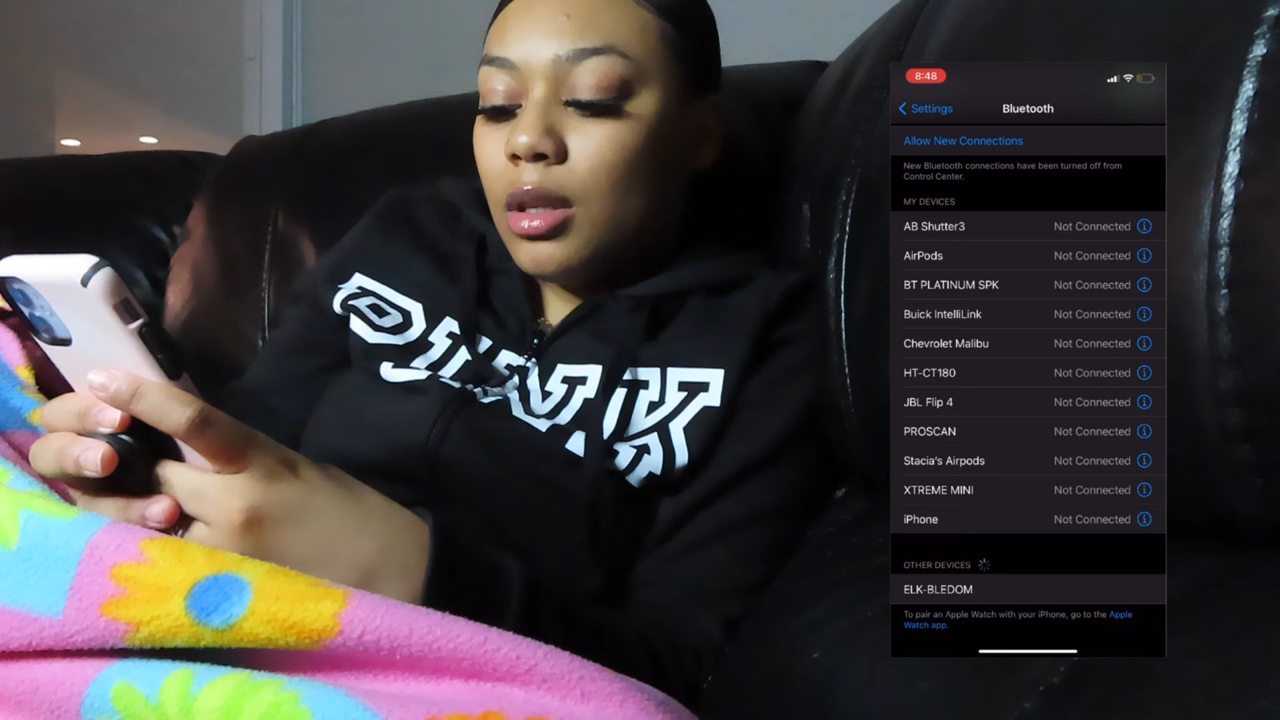 PINK
8:48
Settings
Bluetooth
Allow New Connections
New Bluetooth connections have been turned off from
Control Center.
MY DEVICES
AB Shutter3 Not Connected
AirPods Not Connected
BT PLATINUM SPK Not Connected
Buick IntelliLink Not Connected
Chevrolet Malibu Not Connected
HT-CT180 Not Connected
JBL Flip 4 Not Connected
PROSCAN Not Connected
Stacia's Airpods Not Connected
XTREME MINI Not Connected
iPhone Not Connected
OTHER DEVICES
ELK-BLEDOM
To pair an Apple Watch with your iPhone, go to the Apple
Watch app.